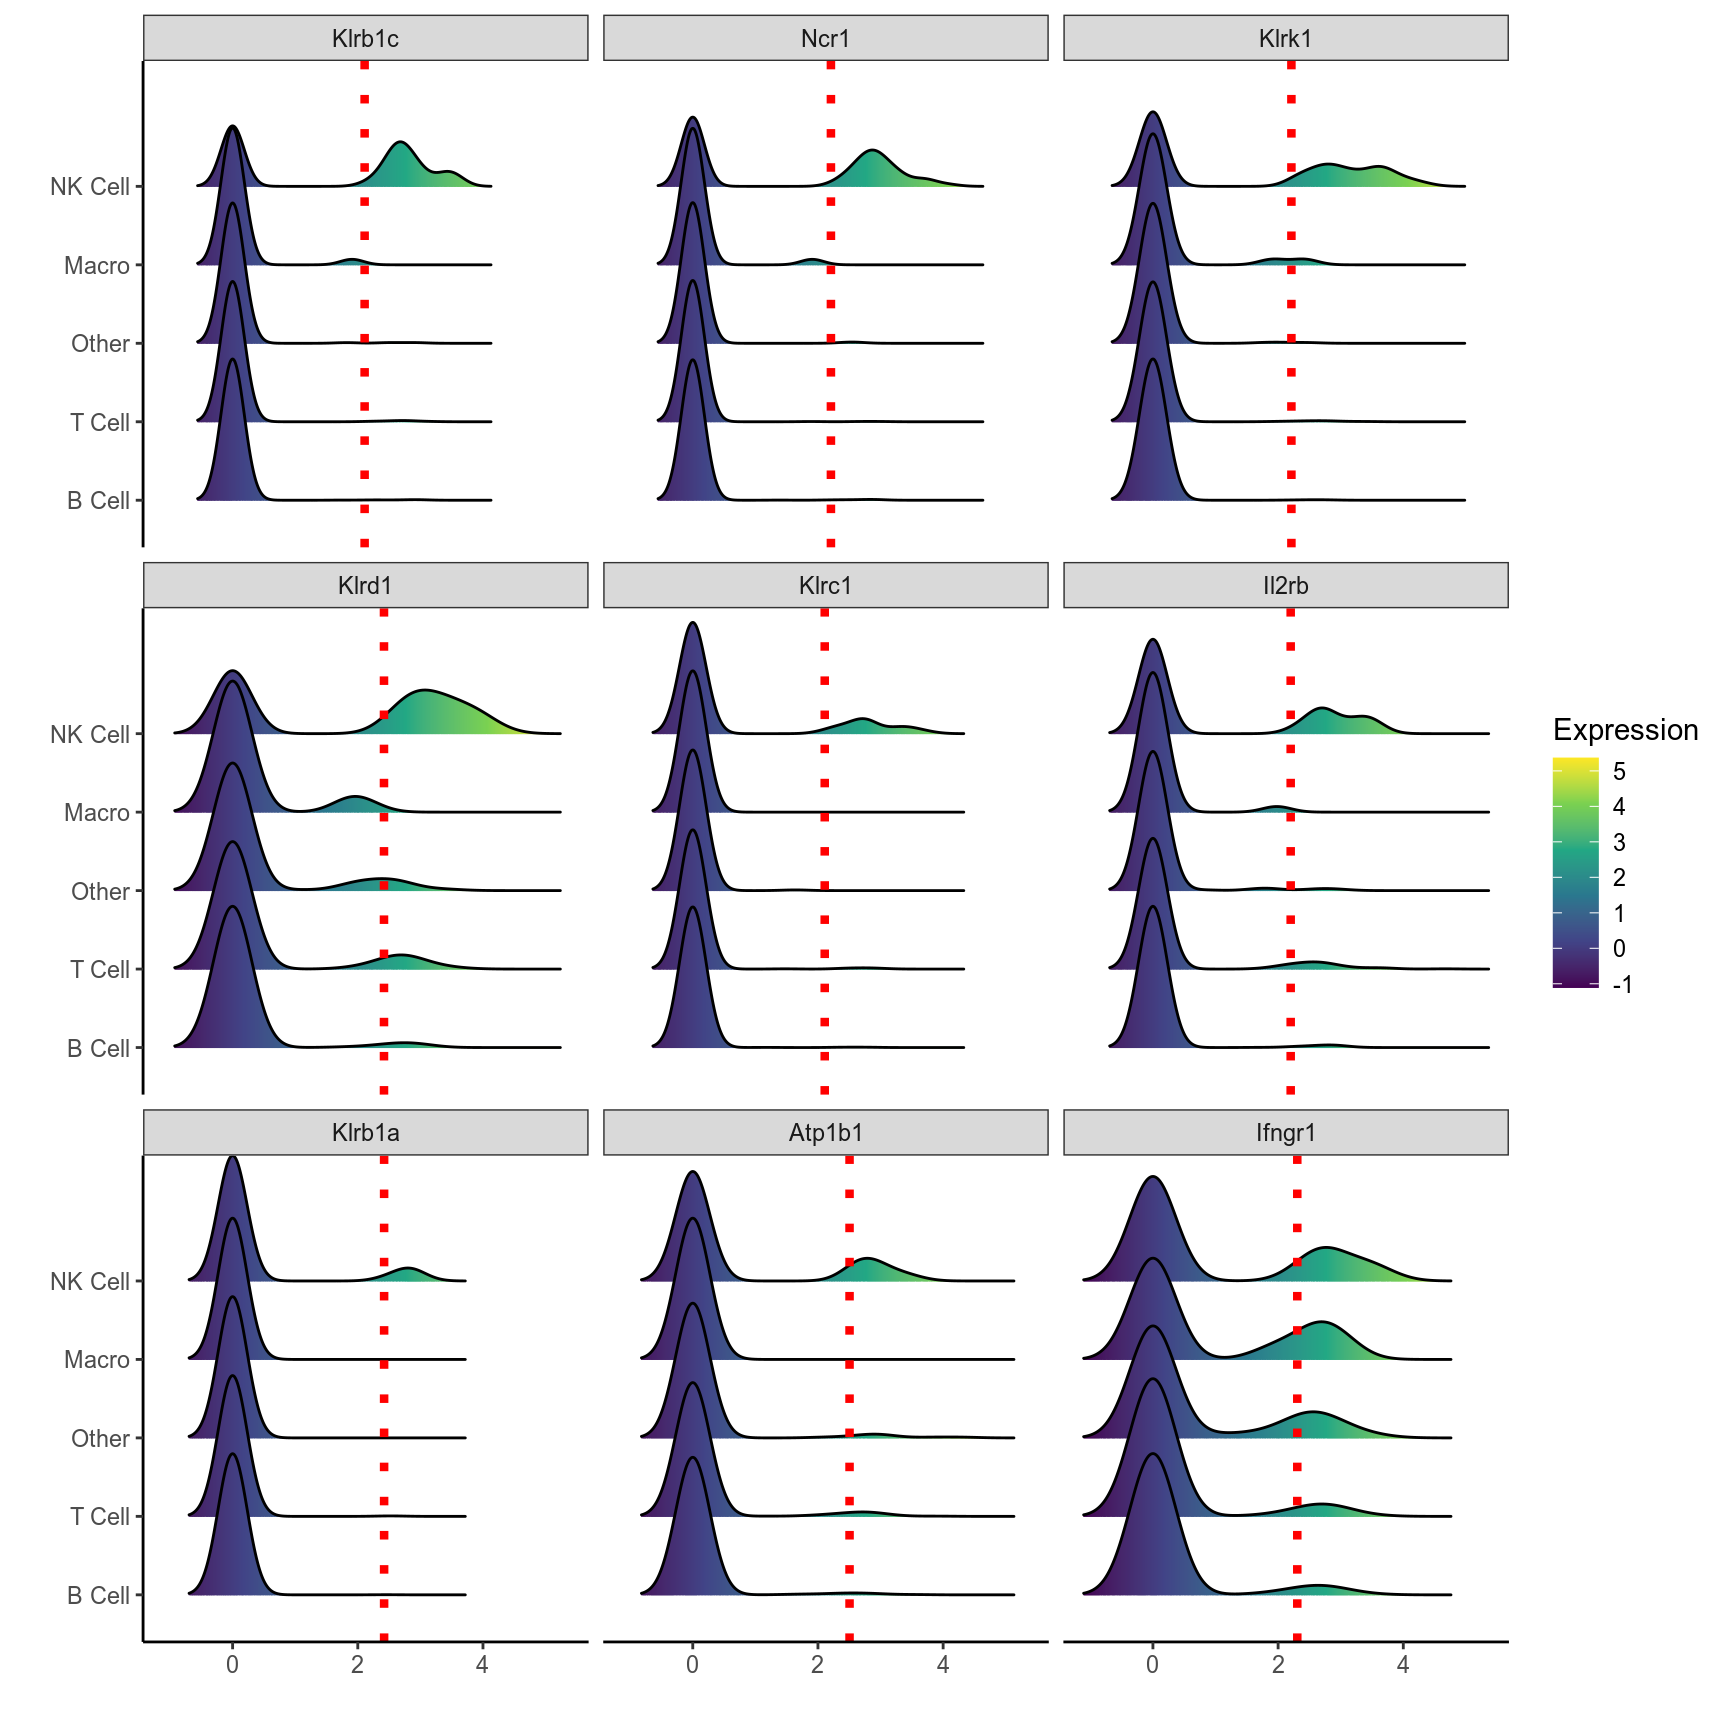 Klrb1c
Ncr1
Klrk1
NK Cell
Macro
Other
T Cell
B Cell
Klrd1
Klrc1
Il2rb
NK Cell
Macro
Other
T Cell
B Cell
Expression
5
4
3
2
1
0
-1
Klrb1a
Atp1b1
Ifngr1
NK Cell
Macro
Other
T Cell
B Cell
0 2 4
0 2 4
0 2 4